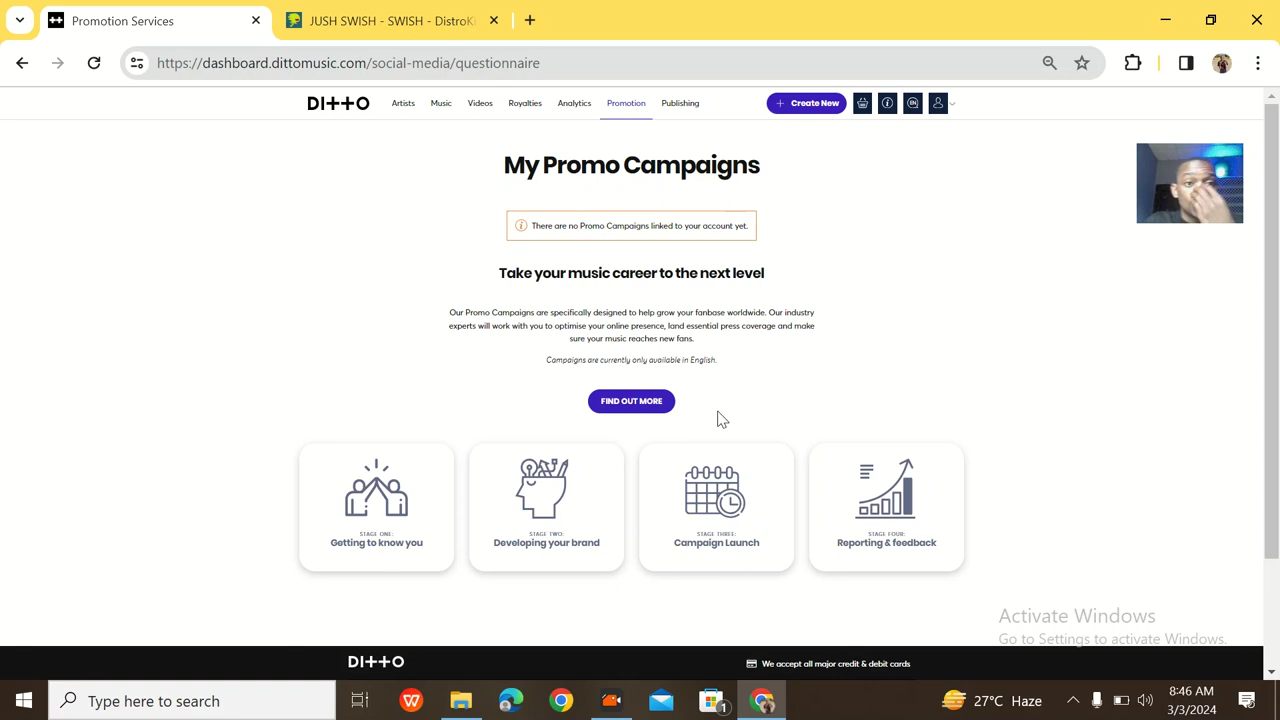 Promotion Services
JUSH SWISH - SWISH - DistroKi
https://dashboard.dittomusic.com/social-media/questionnaire
DITTO Artists Music Videos Royalties Analytics Promotion Publishing + Create New EN
My Promo Campaigns
There are no Promo Campaigns linked to your account yet.
Take your music career to the next level
Our Promo Campaigns are specifically designed to help grow your fanbase worldwide. Our industry
experts will work with you to optimise your online presence, land essential press coverage and make
sure your music reaches new fans.
Campaigns are currently only available in English.
FIND OUT MORE
STAGE ONE:
Getting to know you
STAGE TWO:
Developing your brand
STAGE THREE:
Campaign Launch
STAGE FOUR:
Reporting & feedback
Activate Windows
Go to Settings to activate Windows.
DITTO
We accept all major credit & debit cards
Type here to search
1
27°C Haze
8:46 AM
3/3/2024